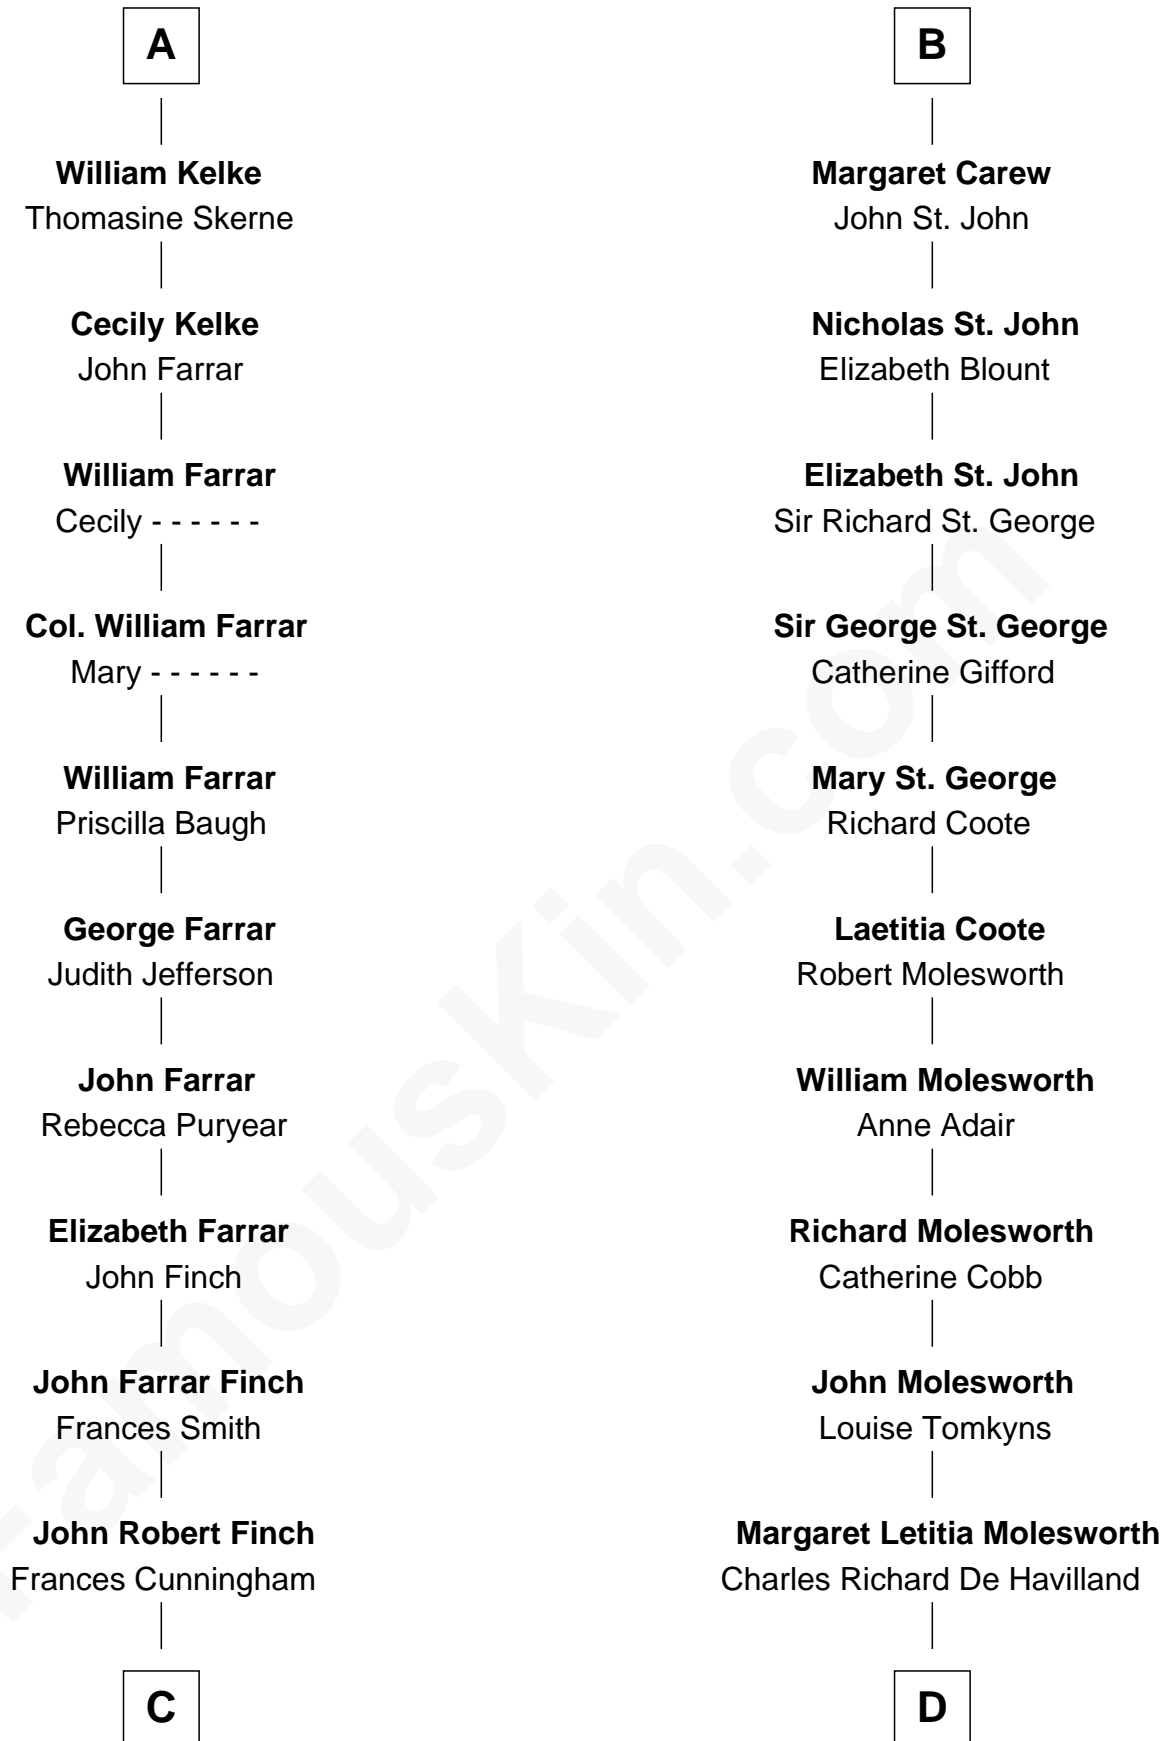 A
William Kelke
Thomasine Skerne
Cecily Kelke
John Farrar
William Farrar
Cecily - - - - - -
Col. William Farrar
Mary - - - - - -
William Farrar
Priscilla Baugh
George Farrar
Judith Jefferson
John Farrar
Rebecca Puryear
Elizabeth Farrar
John Finch
John Farrar Finch
Frances Smith
John Robert Finch
Frances Cunningham
C
B
Margaret Carew
John St. John
Nicholas St. John
Elizabeth Blount
Elizabeth St. John
Sir Richard St. George
Sir George St. George
Catherine Gifford
Mary St. George
Richard Coote
Laetitia Coote
Robert Molesworth
William Molesworth
Anne Adair
Richard Molesworth
Catherine Cobb
John Molesworth
Louise Tomkyns
Margaret Letitia Molesworth
Charles Richard De Havilland
D
FamousKin.com